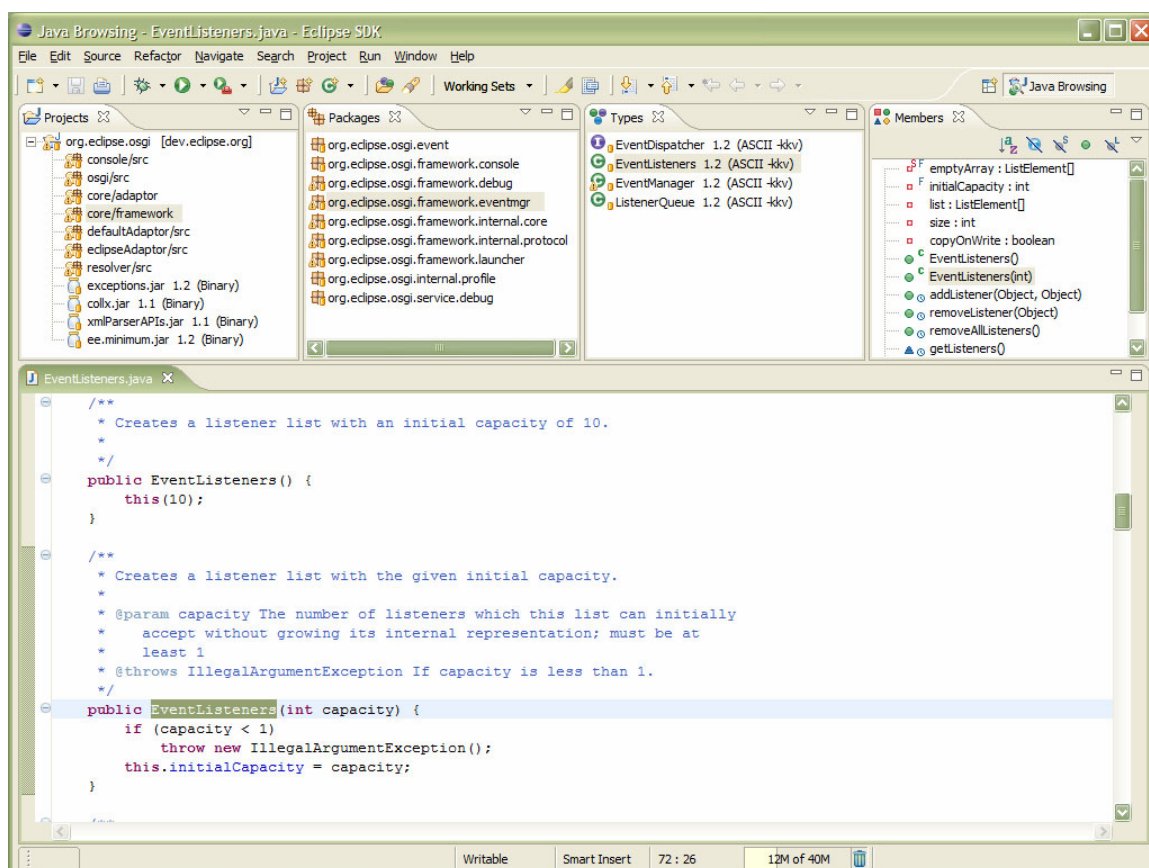 Java Browsing - EventListeners.java - Eclipse SDK
File Edit Source Refactor Navigate Search Project Run Window Help
Working Sets
Java Browsing
Projects
org.eclipse.osgi [dev.eclipse.org]
console/src
osgi/src
core/adaptor
core/framework
defaultAdaptor/src
eclipseAdaptor/src
resolver/src
exceptions.jar 1.2 (Binary)
collx.jar 1.1 (Binary)
xmlParserAPIs.jar 1.1 (Binary)
ee.minimum.jar 1.2 (Binary)
Packages
org.eclipse.osgi.event
org.eclipse.osgi.framework.console
org.eclipse.osgi.framework.debug
org.eclipse.osgi.framework.eventmgr
org.eclipse.osgi.framework.internal.core
org.eclipse.osgi.framework.internal.protocol
org.eclipse.osgi.framework.launcher
org.eclipse.osgi.internal.profile
org.eclipse.osgi.service.debug
Types
EventDispatcher 1.2 (ASCII -kkv)
EventListeners 1.2 (ASCII -kkv)
EventManager 1.2 (ASCII -kkv)
ListenerQueue 1.2 (ASCII -kkv)
Members
emptyArray : ListElement[]
initialCapacity : int
list : ListElement[]
size : int
copyOnWrite : boolean
EventListeners()
EventListeners(int)
addListener(Object, Object)
removeListener(Object)
removeAllListeners()
getListeners()
EventListeners.java
/**
 * Creates a listener list with an initial capacity of 10.
 *
 */
public EventListeners() {
    this(10);
}
/**
 * Creates a listener list with the given initial capacity.
 *
 * @param capacity The number of listeners which this list can initially
 *    accept without growing its internal representation; must be at
 *    least 1
 * @throws IllegalArgumentException If capacity is less than 1.
 */
public EventListeners(int capacity) {
    if (capacity < 1)
        throw new IllegalArgumentException();
    this.initialCapacity = capacity;
}
/**
Writable Smart Insert 72 : 26 12M of 40M